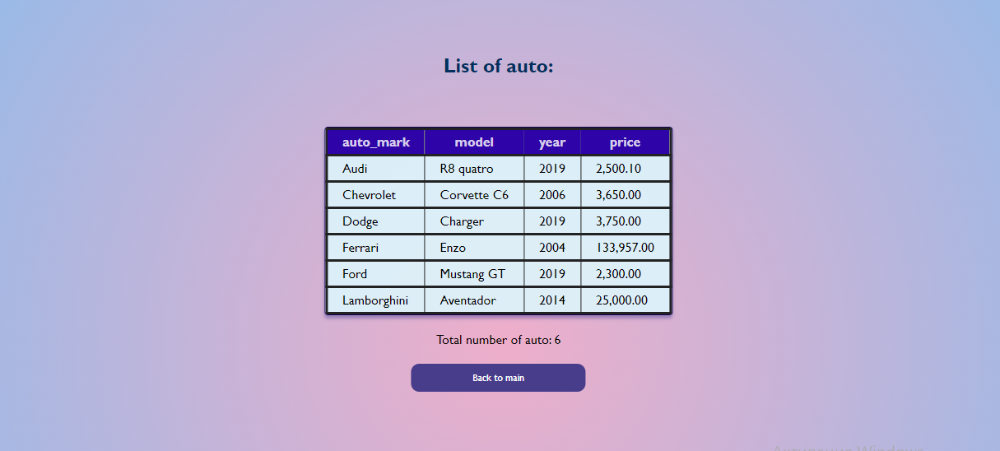 List of auto:
auto_mark model year price
Audi R8 quatro 2019 2,500.10
Chevrolet Corvette C6 2006 3,650.00
Dodge Charger 2019 3,750.00
Ferrari Enzo 2004 133,957.00
Ford Mustang GT 2019 2,300.00
Lamborghini Aventador 2014 25,000.00
Total number of auto: 6
Back to main